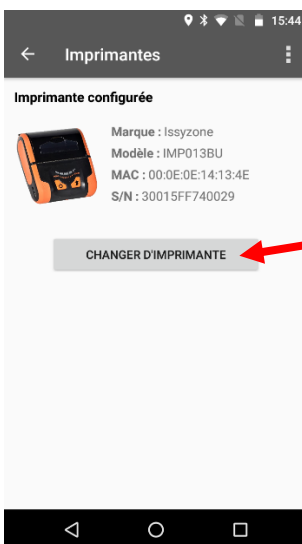 15:44
Imprimantes
Imprimante configurée
Marque : Issyzone
Modèle : IMP013BU
MAC : 00:0E:0E:14:13:4E
S/N : 30015FF740029
CHANGER D'IMPRIMANTE